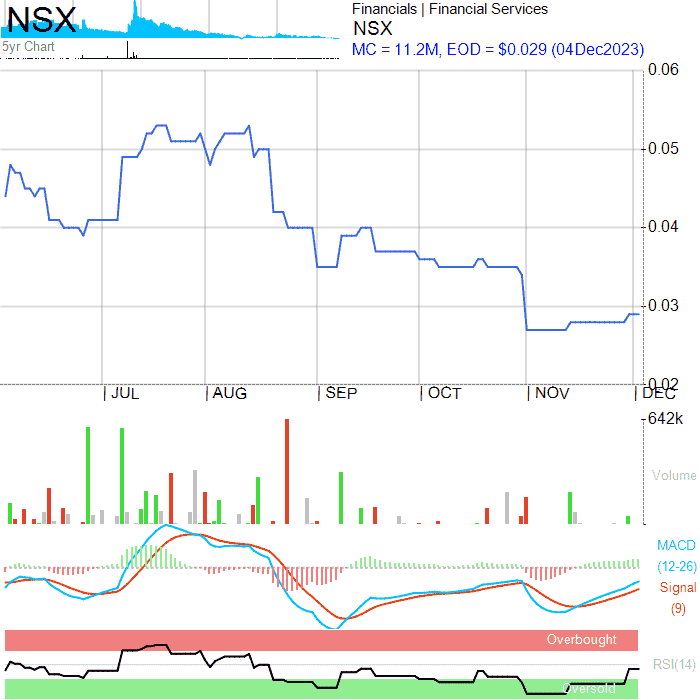 NSX
Financials | Financial Services
NSX
5yr Chart
MC = 11.2M, EOD = $0.029 (04Dec2023)
0.06
0.05
0.04
0.03
0.02
| JUL | AUG | SEP | OCT | NOV | DEC
642k
Volume
MACD
(12-26)
Signal
(9)
Overbought
RSI(14)
Oversold